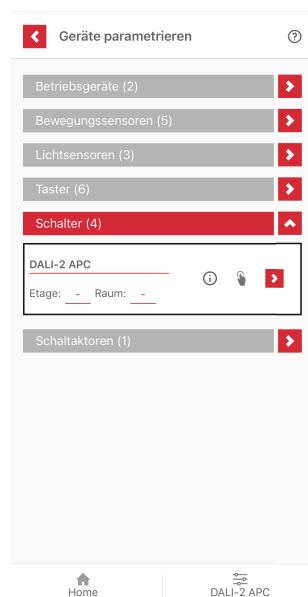 Geräte parametrieren ?
Betriebsgeräte (2)
Bewegungssensoren (5)
Lichtsensoren (3)
Taster (6)
Schalter (4)
DALI-2 APC
Etage: - Raum: -
Schaltaktoren (1)
Home DALI-2 APC